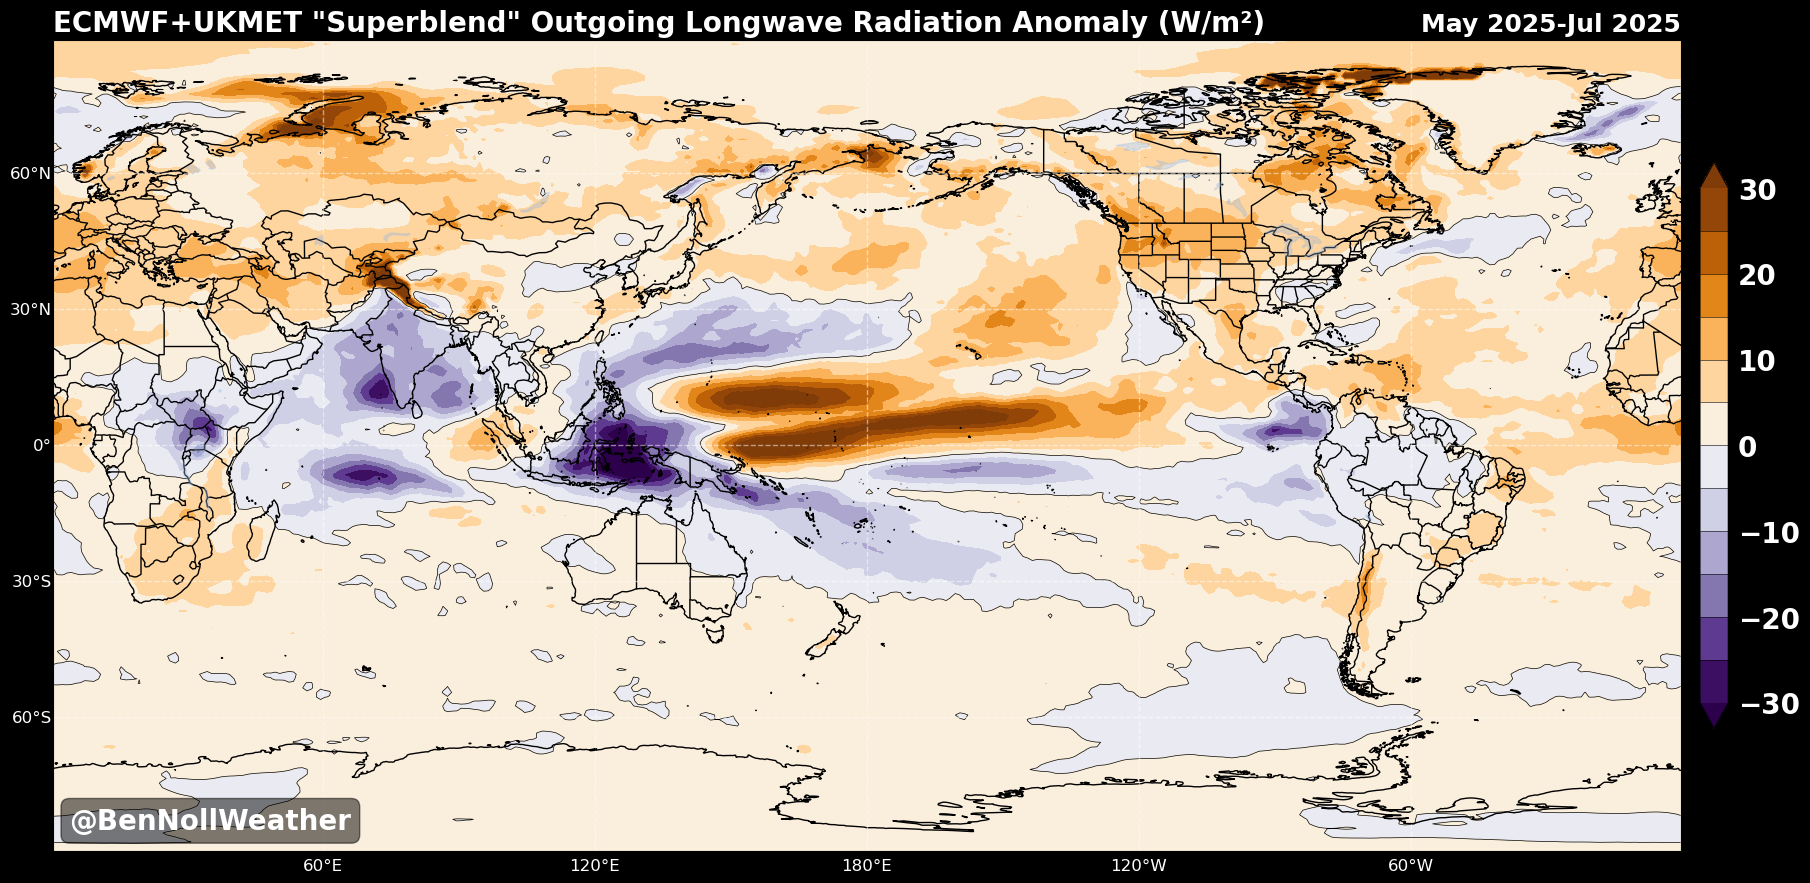 ECMWF+UKMET "Superblend" Outgoing Longwave Radiation Anomaly (W/m²)
May 2025-Jul 2025
60°N
30°N
0°
30°S
60°S
30
20
10
0
−10
−20
−30
@BenNollWeather
60°E
120°E
180°E
120°W
60°W